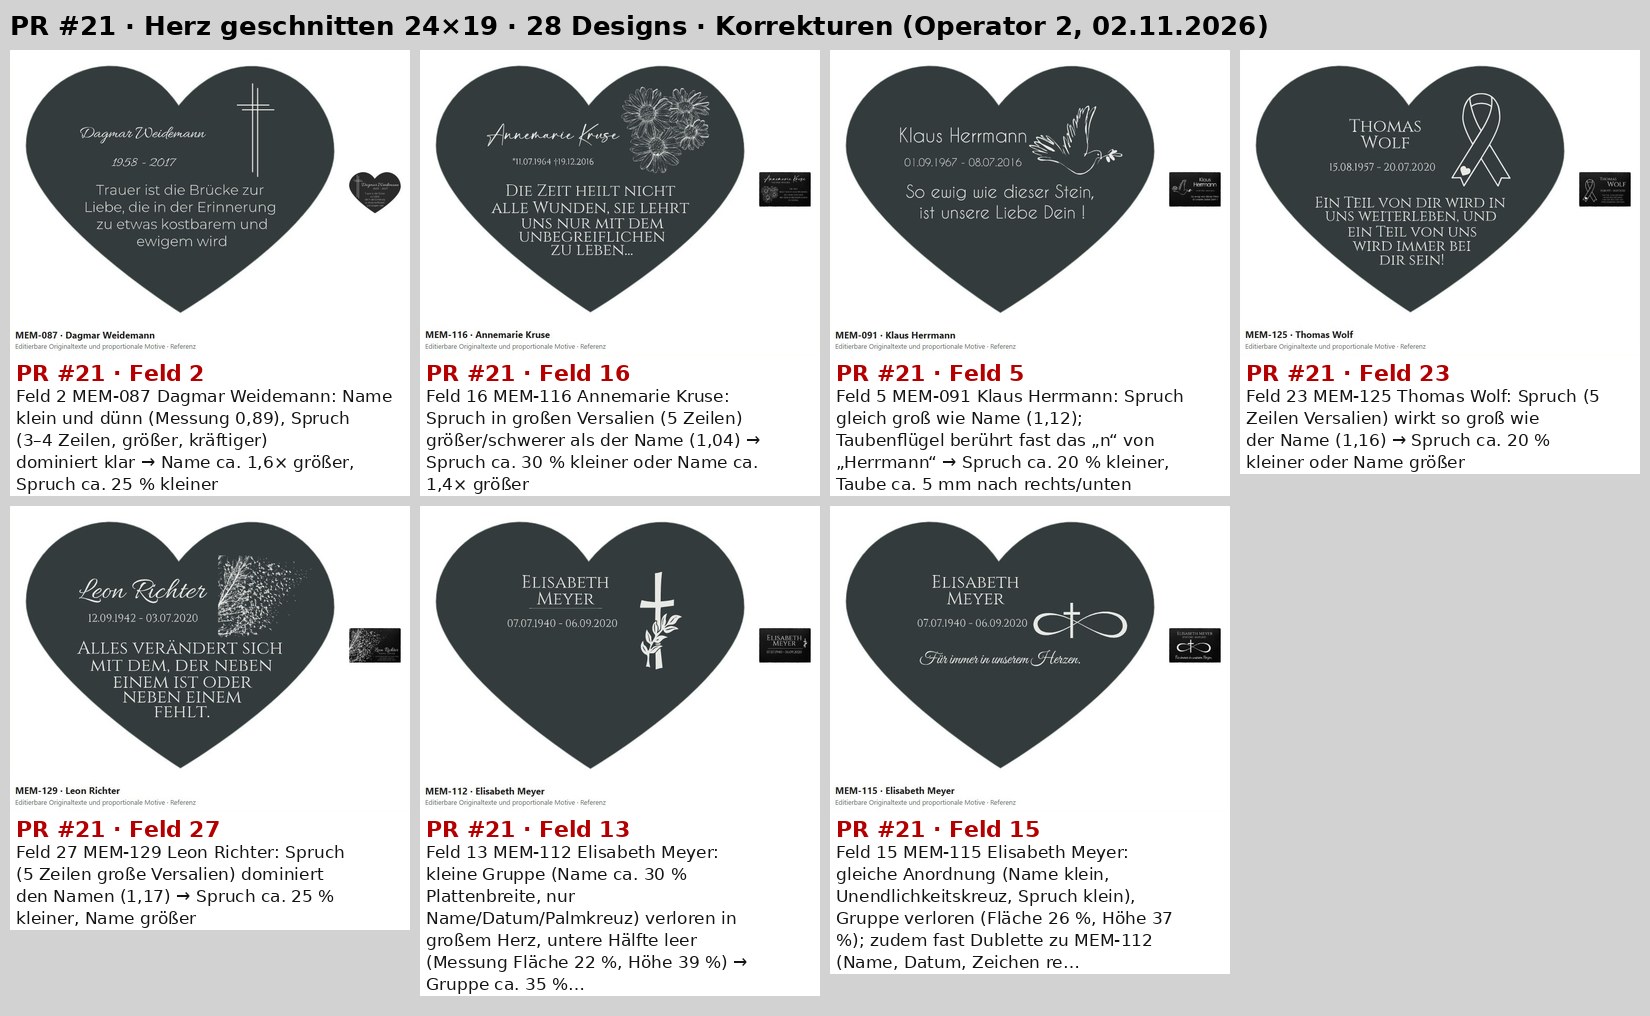 PR #21 · Herz geschnitten 24×19 · 28 Designs · Korrekturen (Operator 2, 02.11.2026)
Dagmar Weidemann
1958 - 2017
Trauer ist die Brücke zur
Liebe, die in der Erinnerung
zu etwas kostbarem und
ewigem wird
MEM-087 · Dagmar Weidemann
Editierbare Originaltexte und proportionale Motive · Referenz
PR #21 · Feld 2
Feld 2 MEM-087 Dagmar Weidemann: Name
klein und dünn (Messung 0,89), Spruch
(3–4 Zeilen, größer, kräftiger)
dominiert klar → Name ca. 1,6× größer,
Spruch ca. 25 % kleiner
Annemarie Kruse
*11.07.1964 †19.12.2016
Die Zeit heilt nicht
alle Wunden, sie lehrt
uns nur mit dem
unbegreiflichen
zu leben...
MEM-116 · Annemarie Kruse
Editierbare Originaltexte und proportionale Motive · Referenz
PR #21 · Feld 16
Feld 16 MEM-116 Annemarie Kruse:
Spruch in großen Versalien (5 Zeilen)
größer/schwerer als der Name (1,04) →
Spruch ca. 30 % kleiner oder Name ca.
1,4× größer
Klaus Herrmann
01.09.1967 - 08.07.2016
So ewig wie dieser Stein,
ist unsere Liebe Dein !
MEM-091 · Klaus Herrmann
Editierbare Originaltexte und proportionale Motive · Referenz
PR #21 · Feld 5
Feld 5 MEM-091 Klaus Herrmann: Spruch
gleich groß wie Name (1,12);
Taubenflügel berührt fast das „n“ von
„Herrmann“ → Spruch ca. 20 % kleiner,
Taube ca. 5 mm nach rechts/unten
Thomas
Wolf
15.08.1957 - 20.07.2020
Ein Teil von dir wird in
uns weiterleben, und
ein Teil von uns
wird immer bei
dir sein!
MEM-125 · Thomas Wolf
Editierbare Originaltexte und proportionale Motive · Referenz
PR #21 · Feld 23
Feld 23 MEM-125 Thomas Wolf: Spruch (5
Zeilen Versalien) wirkt so groß wie
der Name (1,16) → Spruch ca. 20 %
kleiner oder Name größer
Leon Richter
12.09.1942 - 03.07.2020
Alles verändert sich
mit dem, der neben
einem ist oder
neben einem
fehlt.
MEM-129 · Leon Richter
Editierbare Originaltexte und proportionale Motive · Referenz
PR #21 · Feld 27
Feld 27 MEM-129 Leon Richter: Spruch
(5 Zeilen große Versalien) dominiert
den Namen (1,17) → Spruch ca. 25 %
kleiner, Name größer
Elisabeth
Meyer
07.07.1940 - 06.09.2020
MEM-112 · Elisabeth Meyer
Editierbare Originaltexte und proportionale Motive · Referenz
PR #21 · Feld 13
Feld 13 MEM-112 Elisabeth Meyer:
kleine Gruppe (Name ca. 30 %
Plattenbreite, nur
Name/Datum/Palmkreuz) verloren in
großem Herz, untere Hälfte leer
(Messung Fläche 22 %, Höhe 39 %) →
Gruppe ca. 35 %…
Elisabeth
Meyer
07.07.1940 - 06.09.2020
Für immer in unserem Herzen.
MEM-115 · Elisabeth Meyer
Editierbare Originaltexte und proportionale Motive · Referenz
PR #21 · Feld 15
Feld 15 MEM-115 Elisabeth Meyer:
gleiche Anordnung (Name klein,
Unendlichkeitskreuz, Spruch klein),
Gruppe verloren (Fläche 26 %, Höhe 37
%); zudem fast Dublette zu MEM-112
(Name, Datum, Zeichen re…